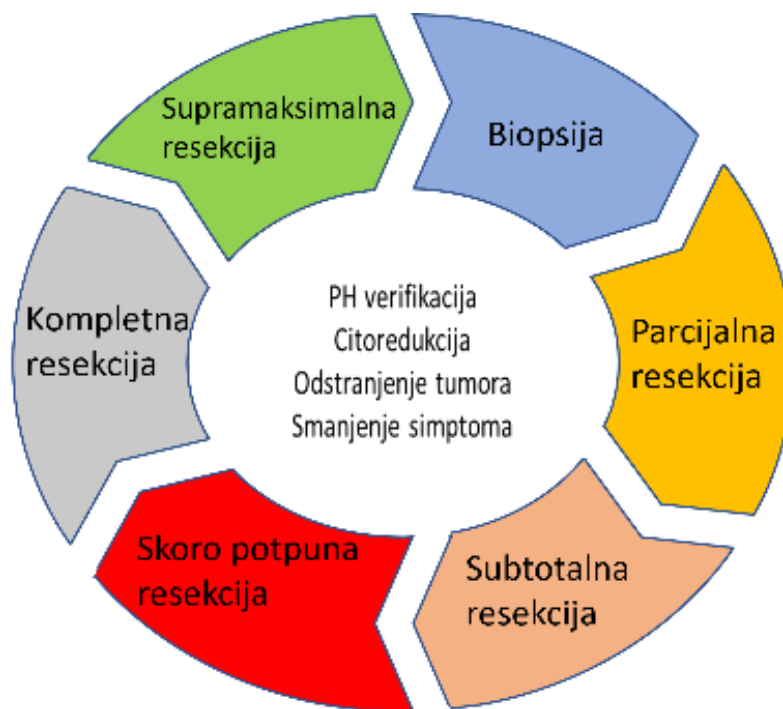 Supramaksimalna
resekcija
Biopsija
Parcijalna
resekcija
Subtotalna
resekcija
Skoro potpuna
resekcija
Kompletna
resekcija
PH verifikacija
Citoredukcija
Odstranjenje tumora
Smanjenje simptoma